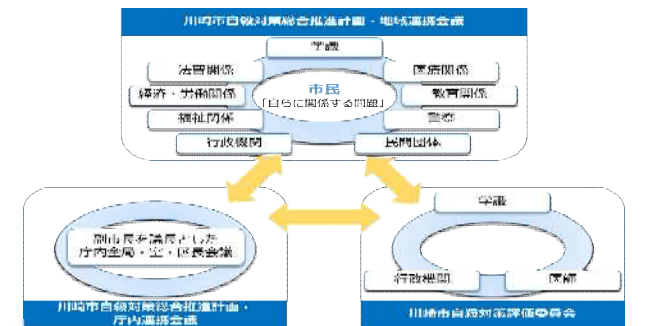 川崎市自殺対策総合推進計画・地域連携会議
学識
法曹関係
医療関係
経済・労働関係
教育関係
市民
「自らに関係する問題」
福祉関係
警察
行政機関
民間団体
副市長を議長とした
庁内全局・室・区長会議
川崎市自殺対策総合推進計画・
庁内連携会議
学識
行政機関
医師
川崎市自殺対策評価委員会